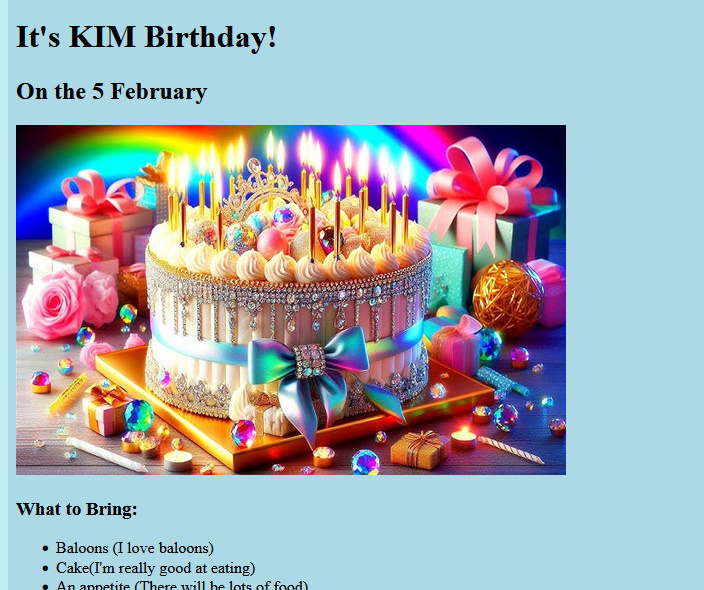 It's KIM Birthday!
On the 5 February
What to Bring:
Baloons (I love baloons)
Cake(I'm really good at eating)
An appetite (There will be lots of food)